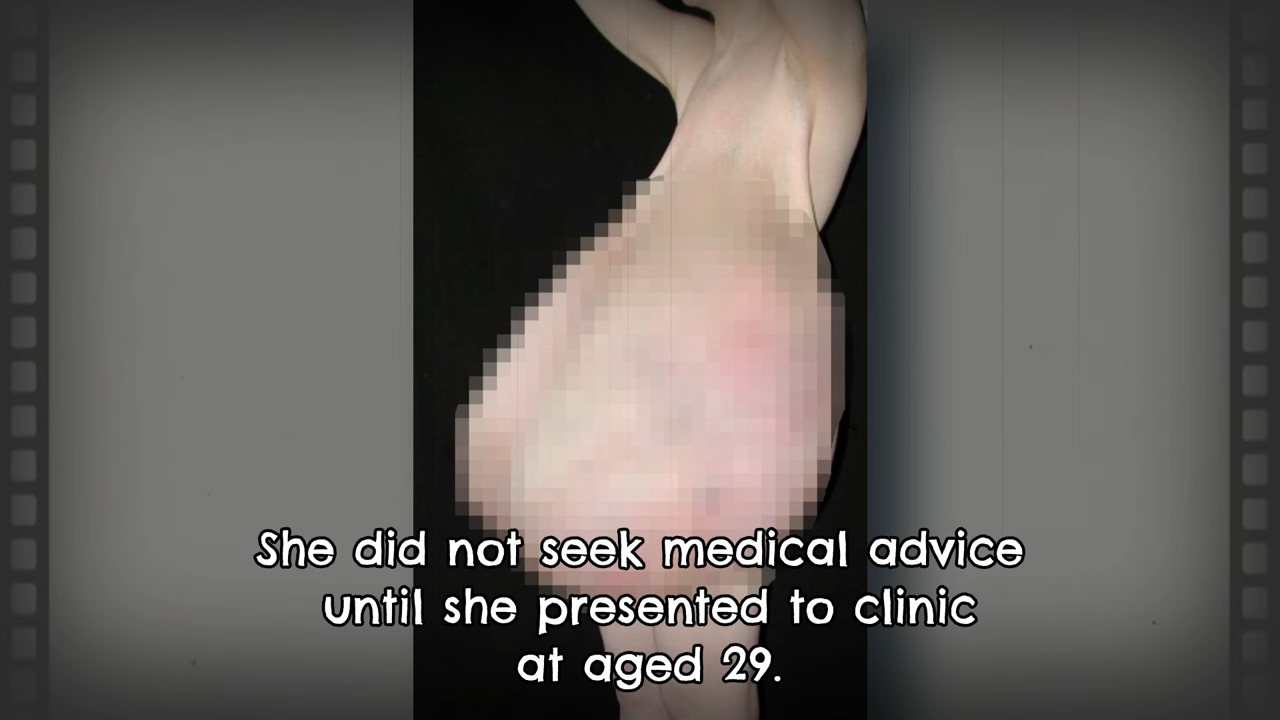 She did not seek medical advice
until she presented to clinic
at aged 29.